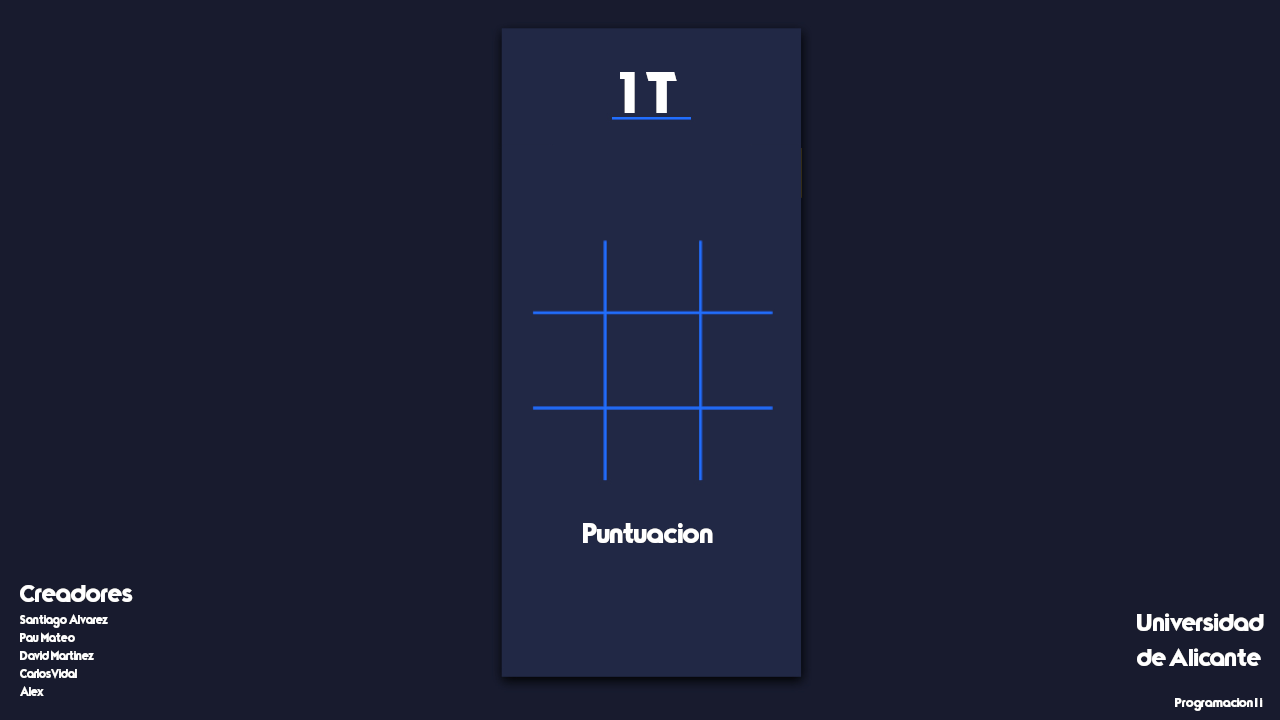 1T
Puntuacion
Creadores
Santiago Alvarez
Pau Mateo
David Martinez
Carlos Vidal
Alex
Universidad
de Alicante
Programacion II